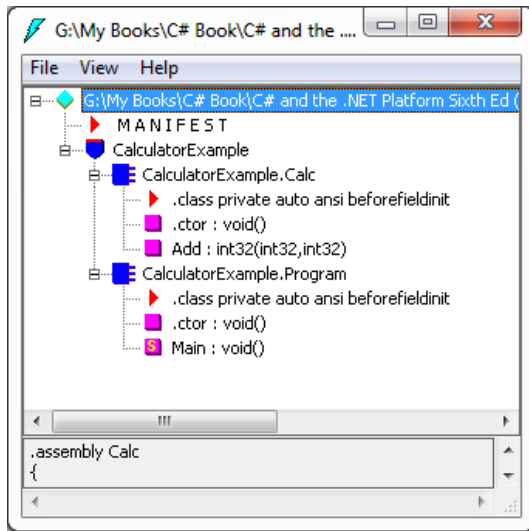 G:\My Books\C# Book\C# and the ....
File View Help
G:\My Books\C# Book\C# and the .NET Platform Sixth Ed (
M A N I F E S T
CalculatorExample
CalculatorExample.Calc
.class private auto ansi beforefieldinit
.ctor : void()
Add : int32(int32,int32)
CalculatorExample.Program
.class private auto ansi beforefieldinit
.ctor : void()
S Main : void()
.assembly Calc
{